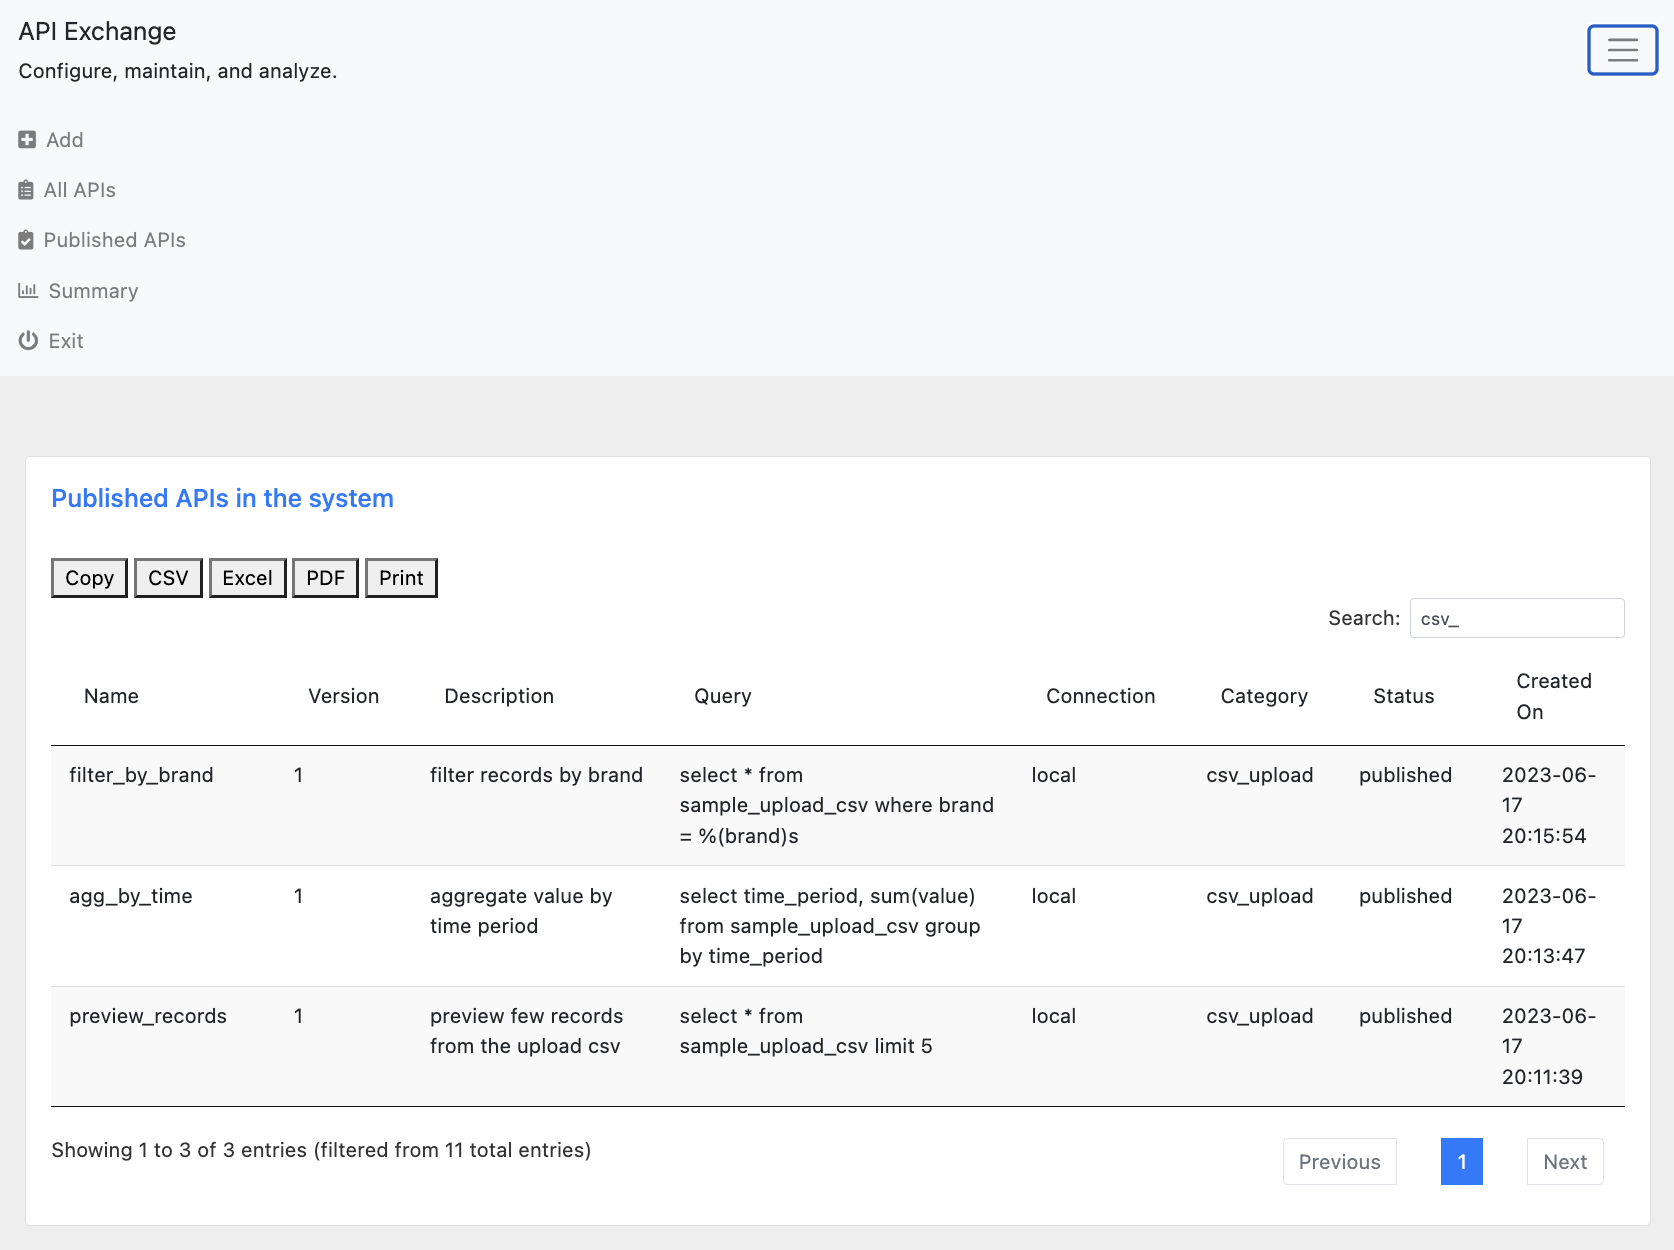 API Exchange
Configure, maintain, and analyze.
Add
All APIs
Published APIs
Summary
Exit
Published APIs in the system
Copy CSV Excel PDF Print
Search: csv_
Name Version Description Query Connection Category Status Created On
filter_by_brand 1 filter records by brand select * from sample_upload_csv where brand = %(brand)s local csv_upload published 2023-06-17 20:15:54
agg_by_time 1 aggregate value by time period select time_period, sum(value) from sample_upload_csv group by time_period local csv_upload published 2023-06-17 20:13:47
preview_records 1 preview few records from the upload csv select * from sample_upload_csv limit 5 local csv_upload published 2023-06-17 20:11:39
Showing 1 to 3 of 3 entries (filtered from 11 total entries)
Previous 1 Next